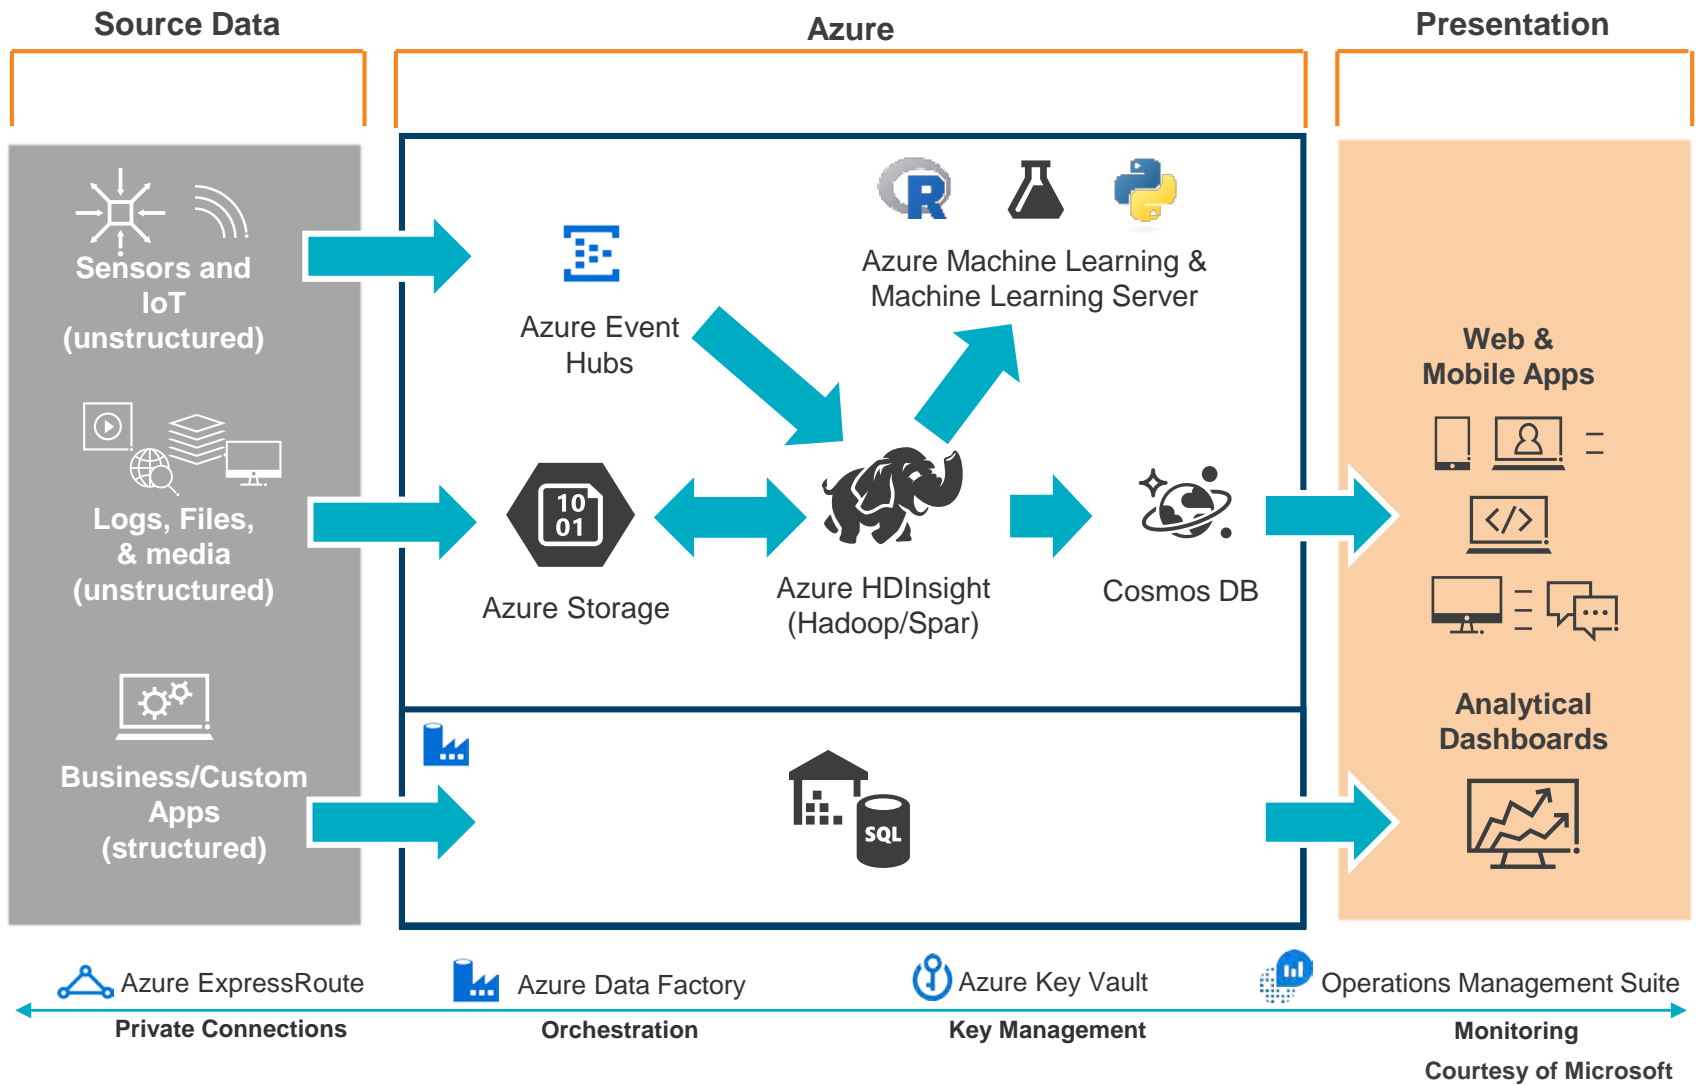 Source Data
Azure
Presentation
Sensors and
IoT
(unstructured)
Logs, Files,
& media
(unstructured)
Business/Custom
Apps
(structured)
Azure Event
Hubs
R
Azure Machine Learning &
Machine Learning Server
10
01
Azure Storage
Azure HDInsight
(Hadoop/Spar)
Cosmos DB
SQL
Web &
Mobile Apps
</>
Analytical
Dashboards
Azure ExpressRoute
Azure Data Factory
Azure Key Vault
Operations Management Suite
Private Connections
Orchestration
Key Management
Monitoring
Courtesy of Microsoft